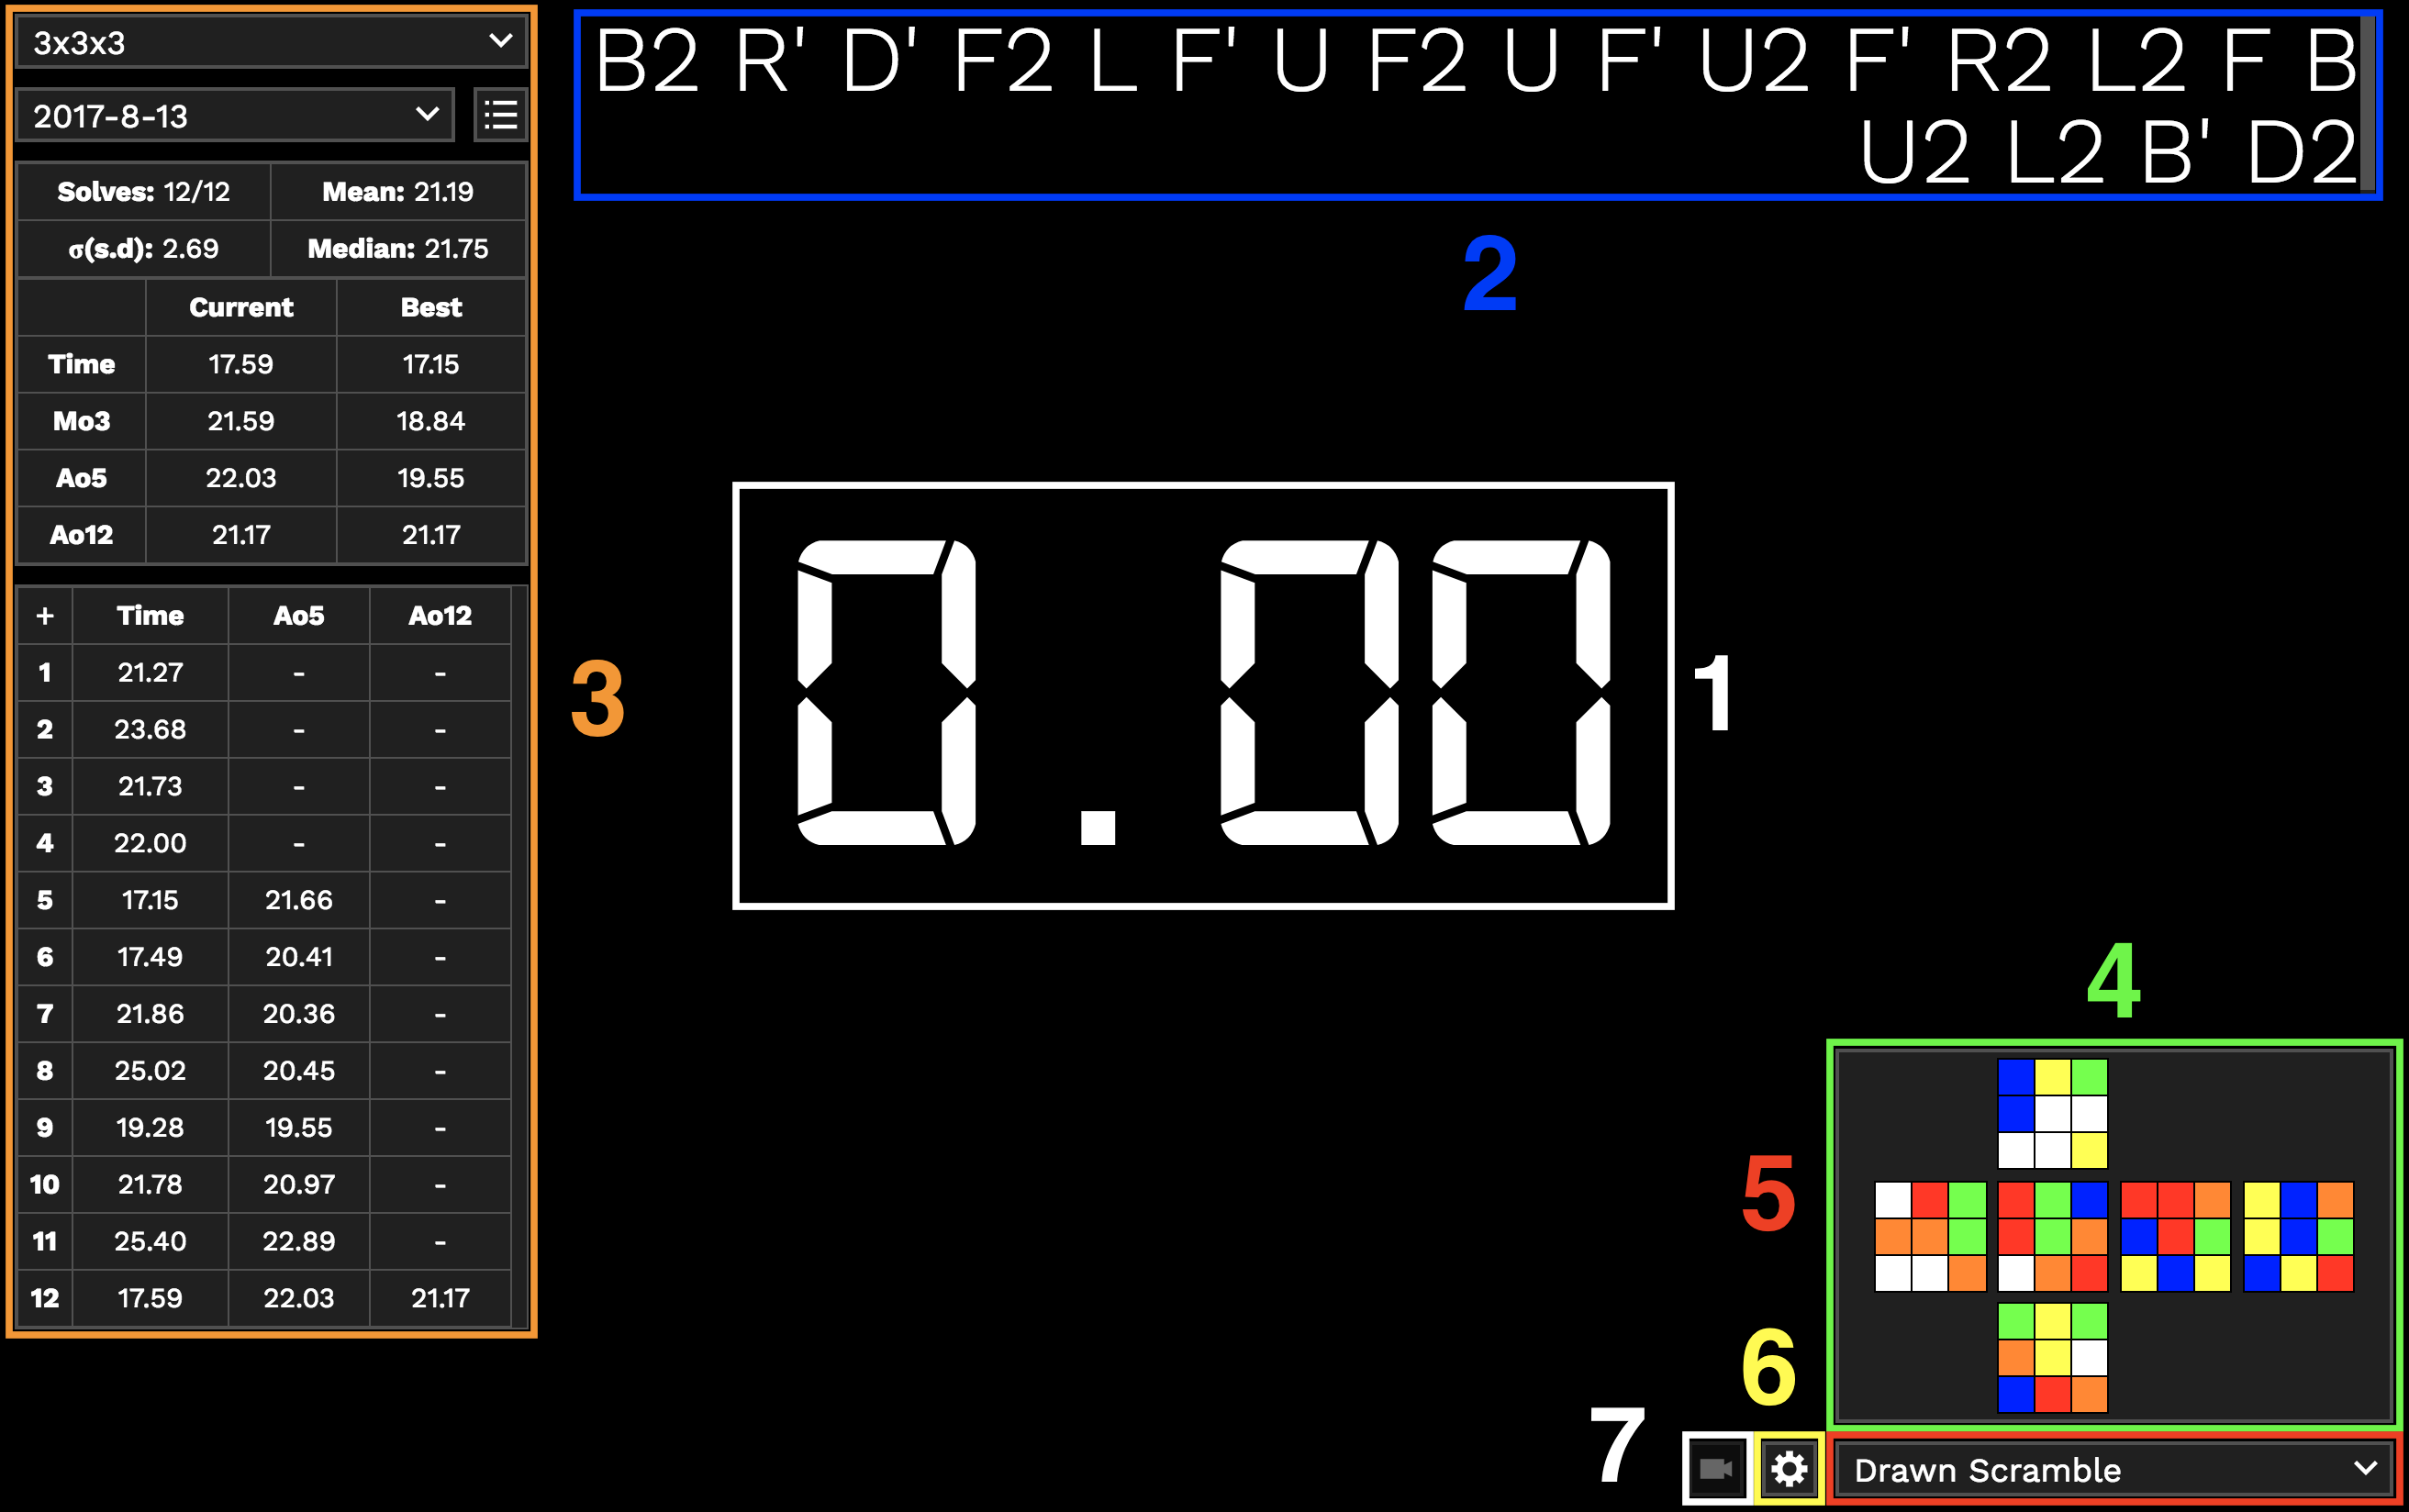 3x3x3
2017-8-13
Solves: 12/12 Mean: 21.19
σ(s.d): 2.69 Median: 21.75
Current Best
Time 17.59 17.15
Mo3 21.59 18.84
Ao5 22.03 19.55
Ao12 21.17 21.17
+ Time Ao5 Ao12
1 21.27 - -
2 23.68 - -
3 21.73 - -
4 22.00 - -
5 17.15 21.66 -
6 17.49 20.41 -
7 21.86 20.36 -
8 25.02 20.45 -
9 19.28 19.55 -
10 21.78 20.97 -
11 25.40 22.89 -
12 17.59 22.03 21.17
3
B2 R' D' F2 L F' U F2 U F' U2 F' R2 L2 F B
U2 L2 B' D2
2
0.00
1
4
5
6
7
Drawn Scramble